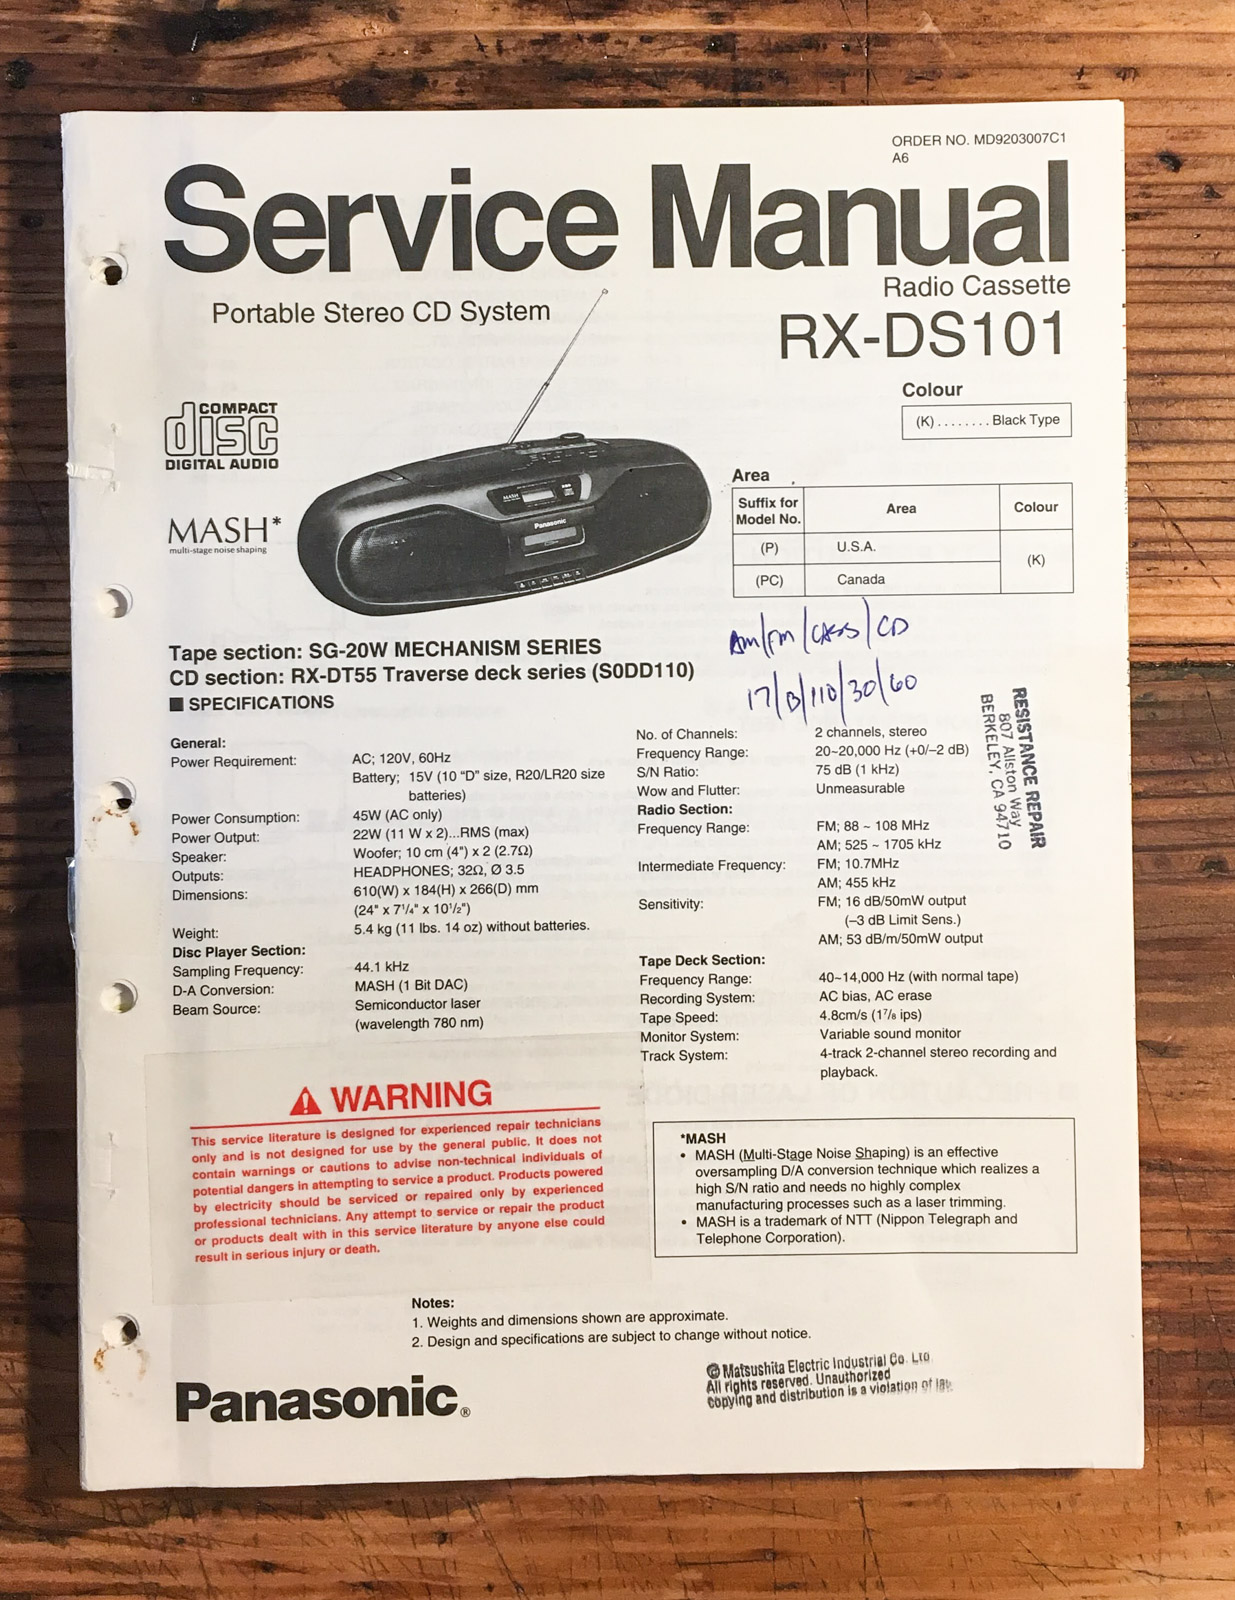 ORDER NO. MD9203007C1
A6
Service Manual
Radio Cassette
Portable Stereo CD System
RX-DS101
Colour
(K) ........ Black Type
COMPACT
disc
DIGITAL AUDIO
MASH*
multi-stage noise shaping
MASH
Panasonic
Area
Suffix for Model No. Area Colour
(P) U.S.A. (K)
(PC) Canada
AM/FM/CASS/CD
17/B/110/30/60
Tape section: SG-20W MECHANISM SERIES
CD section: RX-DT55 Traverse deck series (S0DD110)
■ SPECIFICATIONS
General:
Power Requirement: AC; 120V, 60Hz
Battery; 15V (10 "D" size, R20/LR20 size
batteries)
Power Consumption: 45W (AC only)
Power Output: 22W (11 W x 2)...RMS (max)
Speaker: Woofer; 10 cm (4") x 2 (2.7Ω)
Outputs: HEADPHONES; 32Ω, Ø 3.5
Dimensions: 610(W) x 184(H) x 266(D) mm
(24" x 7¹/₄" x 10¹/₂")
Weight: 5.4 kg (11 lbs. 14 oz) without batteries.
Disc Player Section:
Sampling Frequency: 44.1 kHz
D-A Conversion: MASH (1 Bit DAC)
Beam Source: Semiconductor laser
(wavelength 780 nm)
No. of Channels: 2 channels, stereo
Frequency Range: 20~20,000 Hz (+0/–2 dB)
S/N Ratio: 75 dB (1 kHz)
Wow and Flutter: Unmeasurable
Radio Section:
Frequency Range: FM; 88 ~ 108 MHz
AM; 525 ~ 1705 kHz
Intermediate Frequency: FM; 10.7MHz
AM; 455 kHz
Sensitivity: FM; 16 dB/50mW output
(–3 dB Limit Sens.)
AM; 53 dB/m/50mW output
Tape Deck Section:
Frequency Range: 40~14,000 Hz (with normal tape)
Recording System: AC bias, AC erase
Tape Speed: 4.8cm/s (1⁷/₈ ips)
Monitor System: Variable sound monitor
Track System: 4-track 2-channel stereo recording and
playback.
RESISTANCE REPAIR
807 Allston Way
BERKELEY, CA 94710
WARNING
This service literature is designed for experienced repair technicians
only and is not designed for use by the general public. It does not
contain warnings or cautions to advise non-technical individuals of
potential dangers in attempting to service a product. Products powered
by electricity should be serviced or repaired only by experienced
professional technicians. Any attempt to service or repair the product
or products dealt with in this service literature by anyone else could
result in serious injury or death.
*MASH
• MASH (Multi-Stage Noise Shaping) is an effective
oversampling D/A conversion technique which realizes a
high S/N ratio and needs no highly complex
manufacturing processes such as a laser trimming.
• MASH is a trademark of NTT (Nippon Telegraph and
Telephone Corporation).
Notes:
1. Weights and dimensions shown are approximate.
2. Design and specifications are subject to change without notice.
Panasonic®
© Matsushita Electric Industrial Co. Ltd
All rights reserved. Unauthorized
copying and distribution is a violation of law.